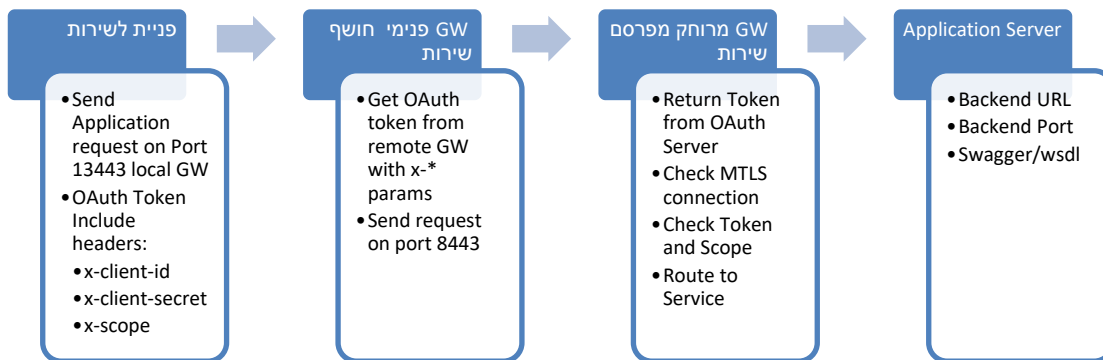 פניית לשירות
•Send
Application
request on Port
13443 local GW
•OAuth Token
Include
headers:
•x-client-id
•x-client-secret
•x-scope
GW פנימי חושף
שירות
•Get OAuth
token from
remote GW
with x-*
params
•Send request
on port 8443
GW מרוחק מפרסם
שירות
•Return Token
from OAuth
Server
•Check MTLS
connection
•Check Token
and Scope
•Route to
Service
Application Server
•Backend URL
•Backend Port
•Swagger/wsdl